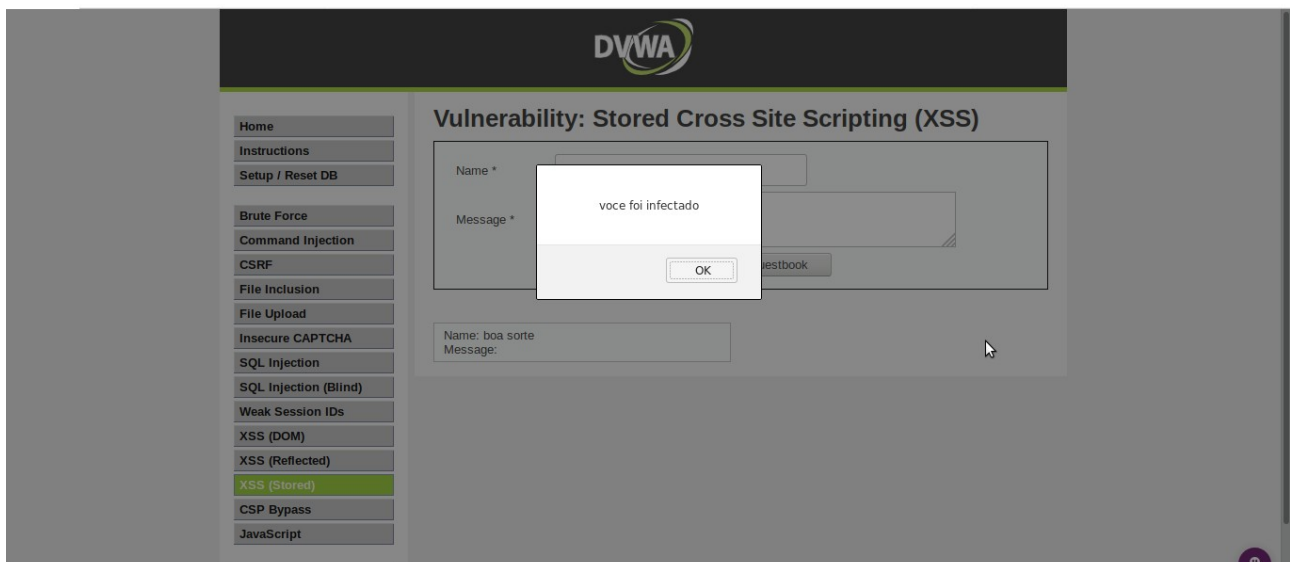 DVWA
Vulnerability: Stored Cross Site Scripting (XSS)
Home
Instructions
Setup / Reset DB
Brute Force
Command Injection
CSRF
File Inclusion
File Upload
Insecure CAPTCHA
SQL Injection
SQL Injection (Blind)
Weak Session IDs
XSS (DOM)
XSS (Reflected)
XSS (Stored)
CSP Bypass
JavaScript
Name *
Message *
voce foi infectado
OK
Name: boa sorte
Message: